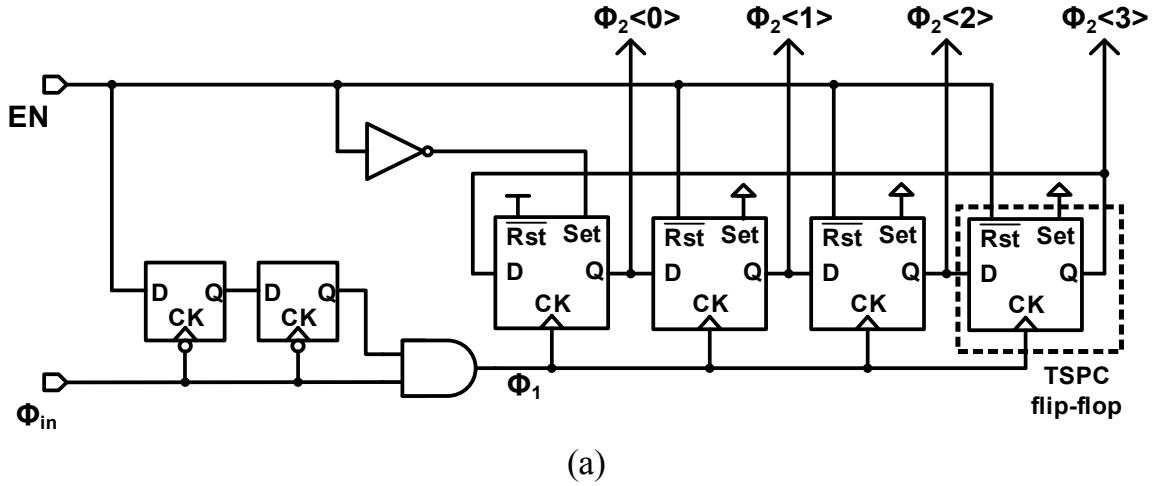 Φ2<0> Φ2<1> Φ2<2> Φ2<3>
EN
Rst Set Rst Set Rst Set Rst Set
D Q D Q D Q D Q
CK CK CK CK
D Q D Q
CK CK
Φ1
Φin
TSPC
flip-flop
(a)